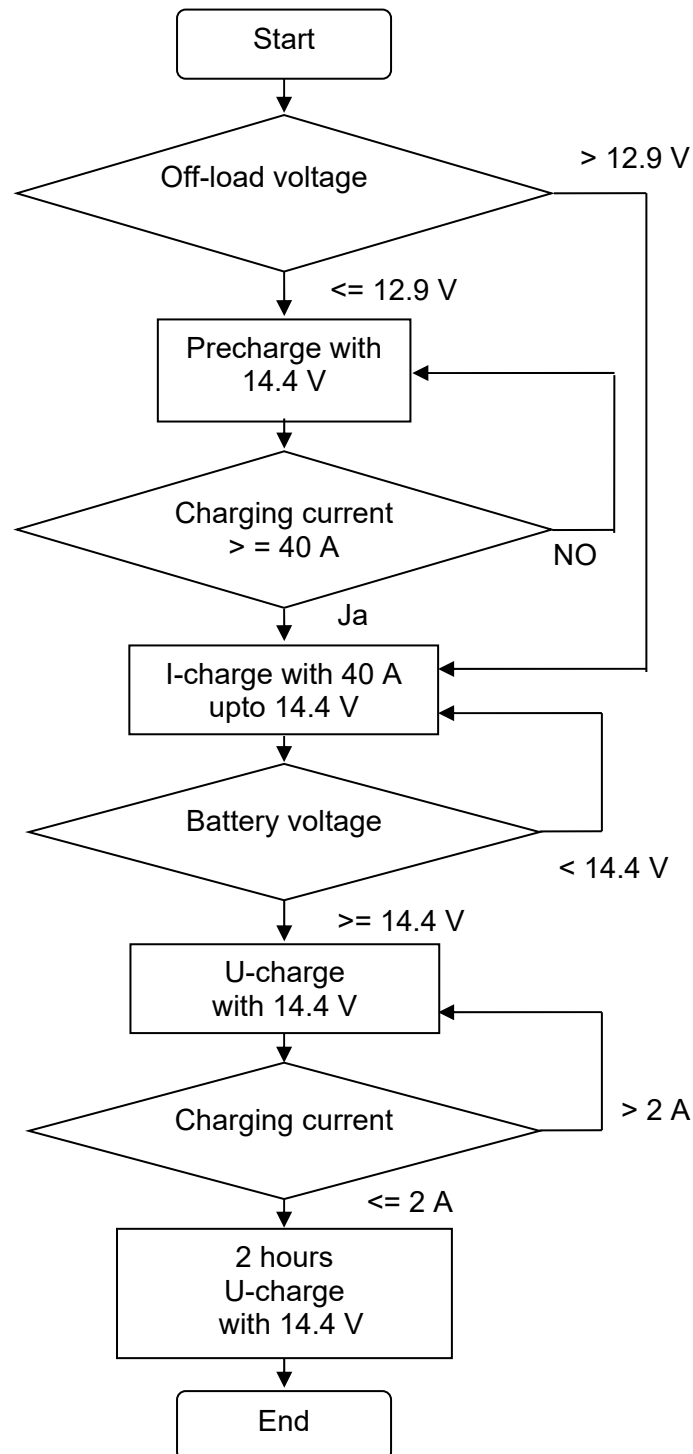 Start
Off-load voltage
> 12.9 V
<= 12.9 V
Precharge with
14.4 V
Charging current
> = 40 A
NO
Ja
I-charge with 40 A
upto 14.4 V
Battery voltage
< 14.4 V
>= 14.4 V
U-charge
with 14.4 V
Charging current
> 2 A
<= 2 A
2 hours
U-charge
with 14.4 V
End